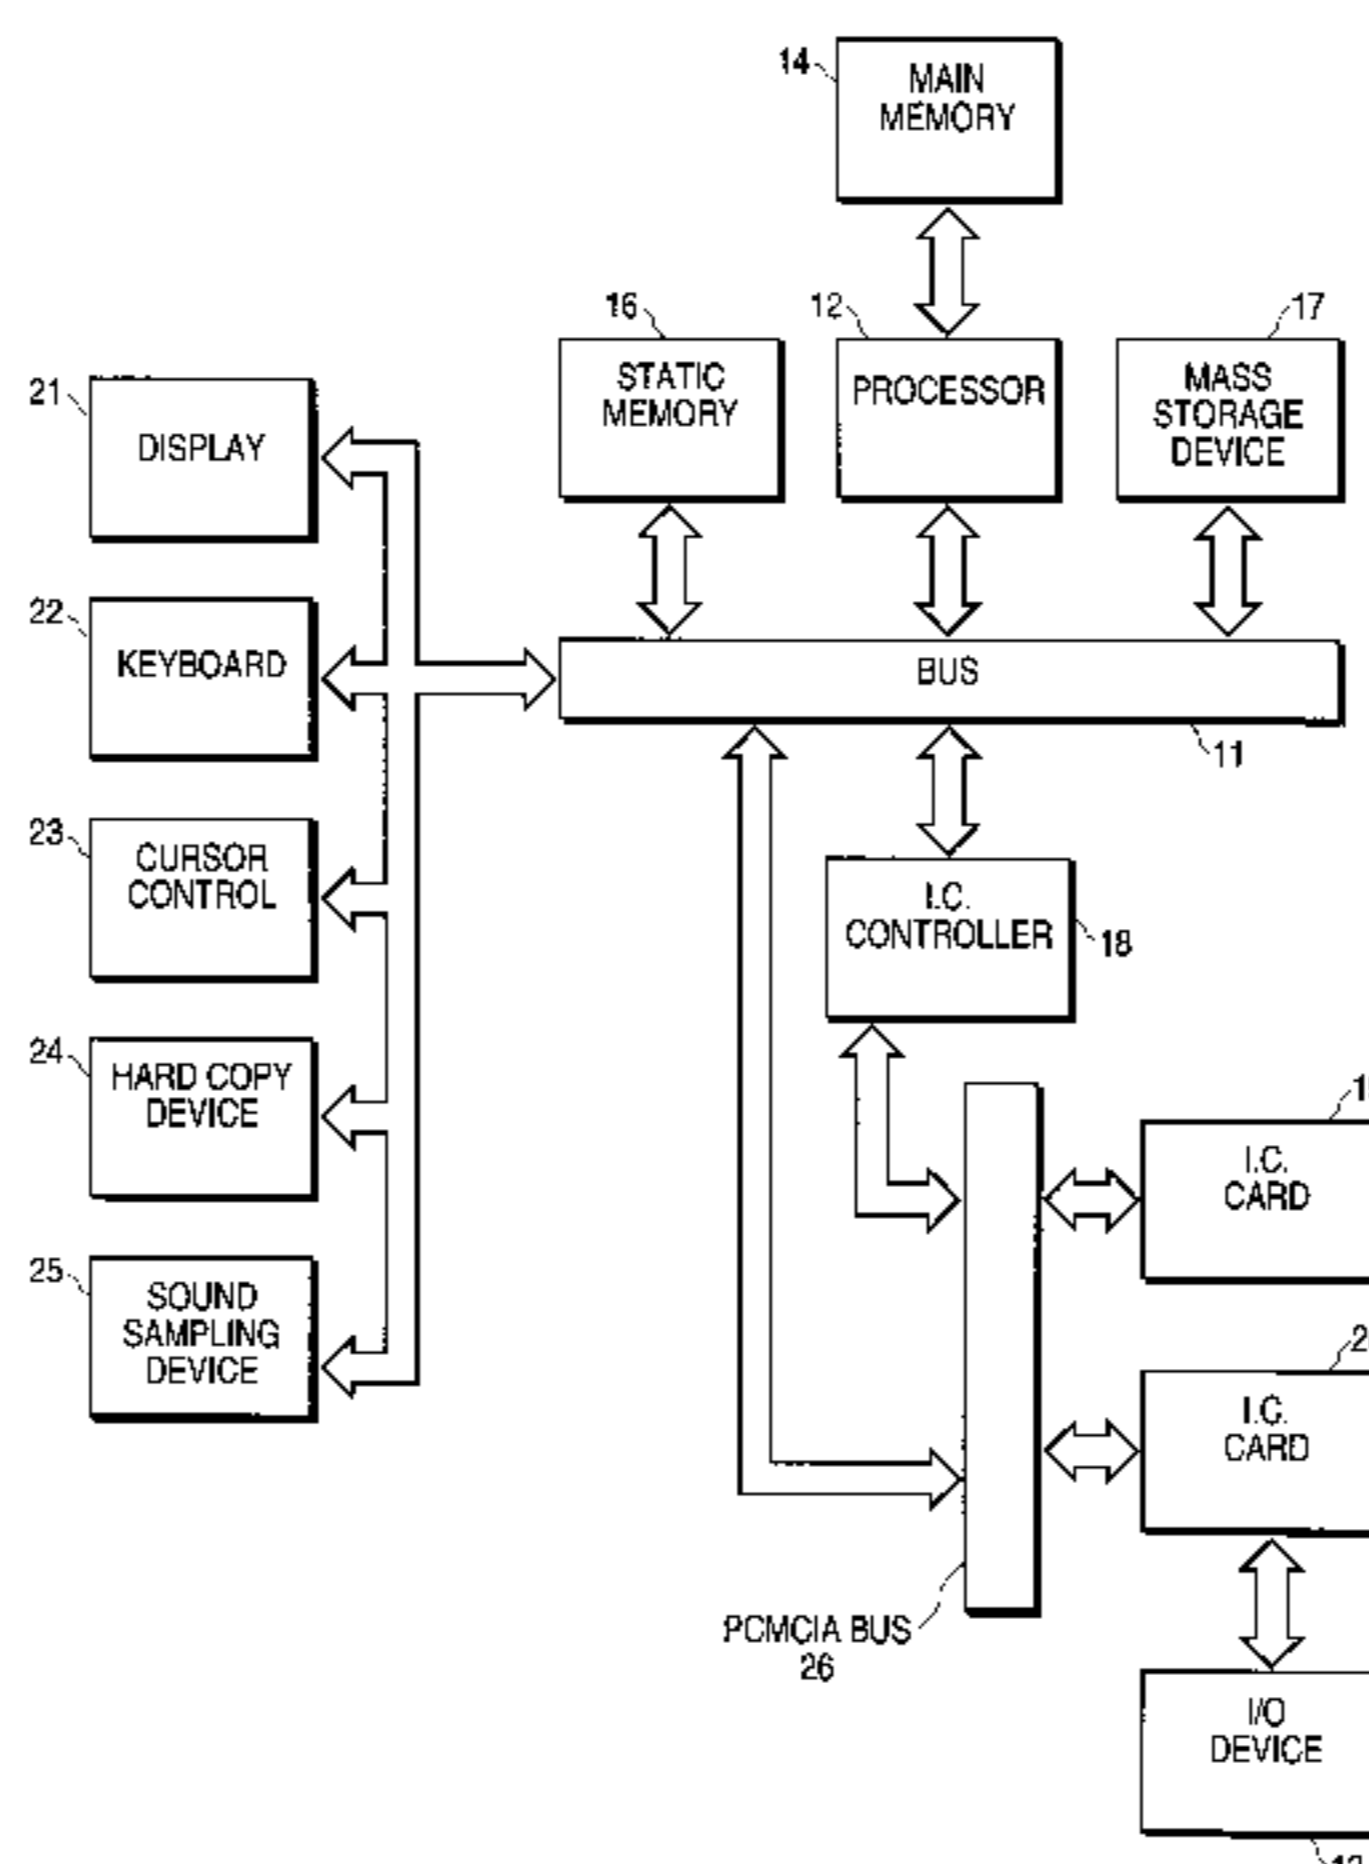 14
MAIN
MEMORY
16
STATIC
MEMORY
12
PROCESSOR
17
MASS
STORAGE
DEVICE
21
DISPLAY
22
KEYBOARD
BUS
11
23
CURSOR
CONTROL
I.C.
CONTROLLER
18
24
HARD COPY
DEVICE
I.C.
CARD
25
SOUND
SAMPLING
DEVICE
I.C.
CARD
PCMCIA BUS
26
I/O
DEVICE